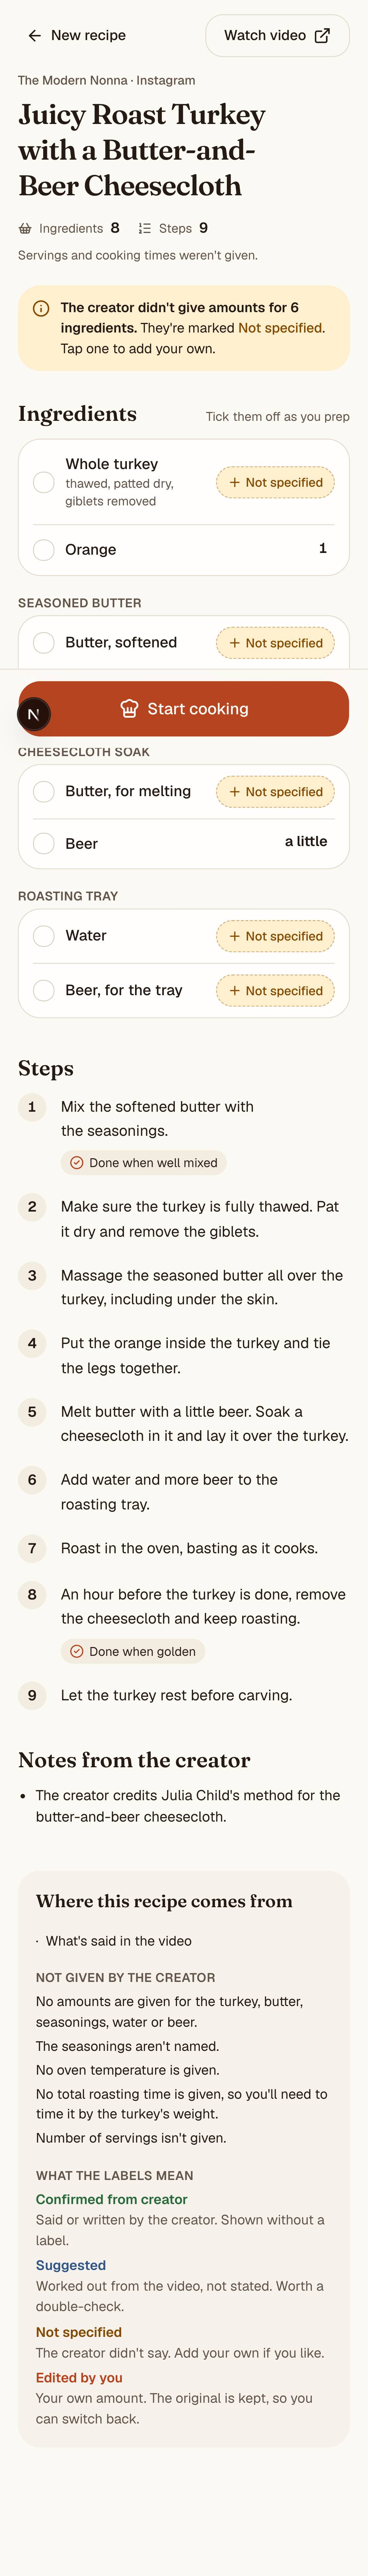 New recipe
Watch video
The Modern Nonna · Instagram
Juicy Roast Turkey
with a Butter-and-
Beer Cheesecloth
Ingredients 8 Steps 9
Servings and cooking times weren't given.
The creator didn't give amounts for 6
ingredients. They're marked Not specified.
Tap one to add your own.
Ingredients
Tick them off as you prep
Whole turkey
thawed, patted dry,
giblets removed
+ Not specified
Orange
1
SEASONED BUTTER
Butter, softened
+ Not specified
Start cooking
N
CHEESECLOTH SOAK
Butter, for melting
+ Not specified
Beer
a little
ROASTING TRAY
Water
+ Not specified
Beer, for the tray
+ Not specified
Steps
1
Mix the softened butter with
the seasonings.
Done when well mixed
2
Make sure the turkey is fully thawed. Pat
it dry and remove the giblets.
3
Massage the seasoned butter all over the
turkey, including under the skin.
4
Put the orange inside the turkey and tie
the legs together.
5
Melt butter with a little beer. Soak a
cheesecloth in it and lay it over the turkey.
6
Add water and more beer to the
roasting tray.
7
Roast in the oven, basting as it cooks.
8
An hour before the turkey is done, remove
the cheesecloth and keep roasting.
Done when golden
9
Let the turkey rest before carving.
Notes from the creator
• The creator credits Julia Child's method for the
butter-and-beer cheesecloth.
Where this recipe comes from
· What's said in the video
NOT GIVEN BY THE CREATOR
No amounts are given for the turkey, butter,
seasonings, water or beer.
The seasonings aren't named.
No oven temperature is given.
No total roasting time is given, so you'll need to
time it by the turkey's weight.
Number of servings isn't given.
WHAT THE LABELS MEAN
Confirmed from creator
Said or written by the creator. Shown without a
label.
Suggested
Worked out from the video, not stated. Worth a
double-check.
Not specified
The creator didn't say. Add your own if you like.
Edited by you
Your own amount. The original is kept, so you
can switch back.